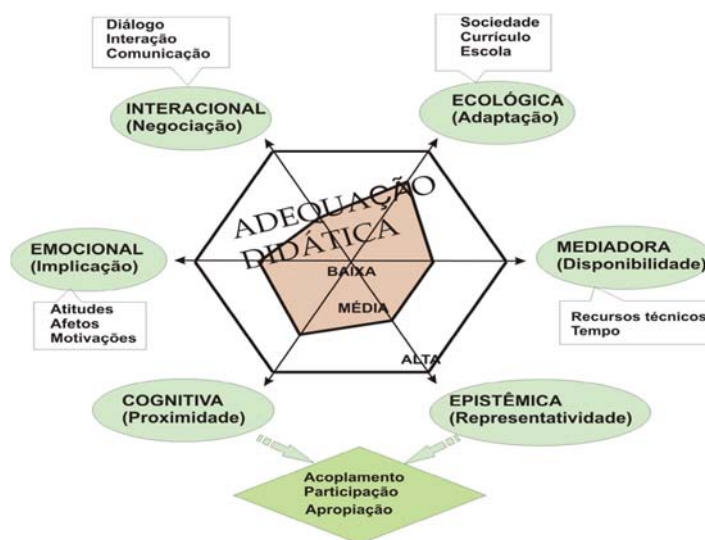 Diálogo
Interação
Comunicação
Sociedade
Currículo
Escola
INTERACIONAL
(Negociação)
ECOLÓGICA
(Adaptação)
ADEQUAÇÃO
DIDÁTICA
EMOCIONAL
(Implicação)
BAIXA
MEDIADORA
(Disponibilidade)
Atitudes
Afetos
Motivações
MÉDIA
Recursos técnicos
Tempo
ALTA
COGNITIVA
(Proximidade)
EPISTÊMICA
(Representatividade)
Acoplamento
Participação
Apropiação